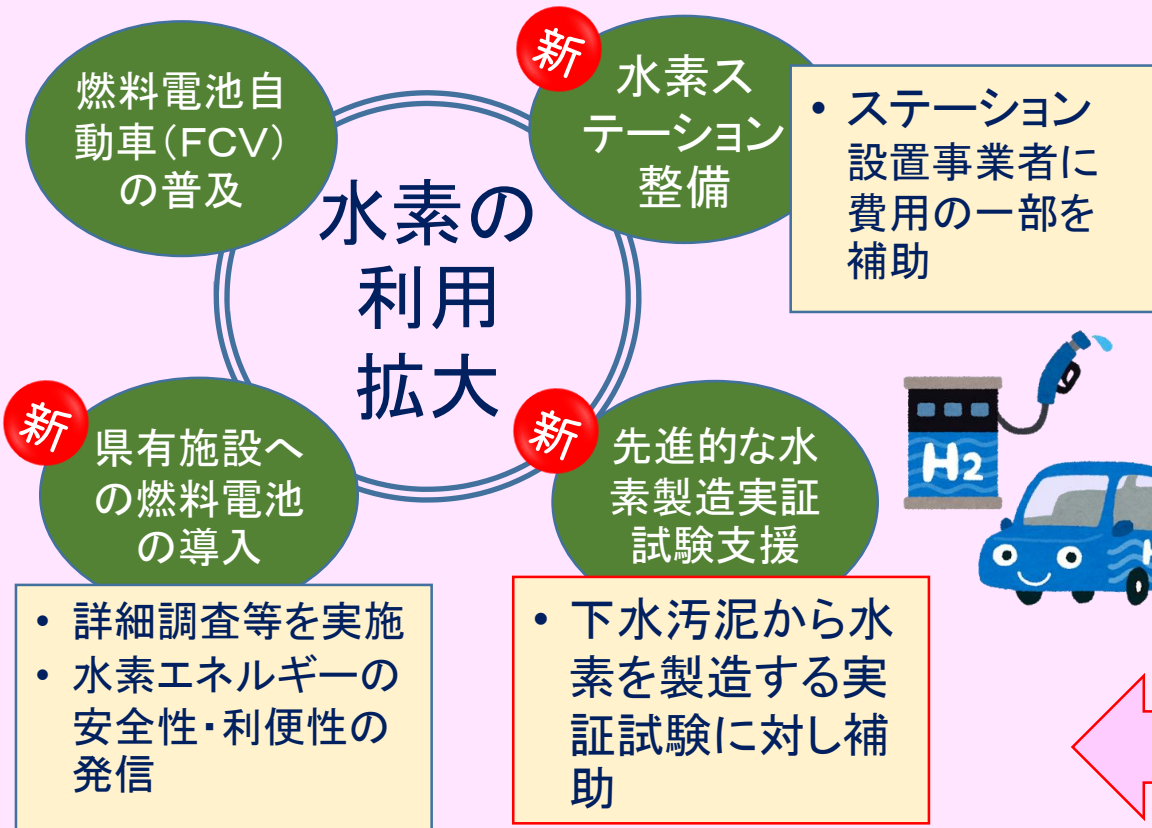 燃料電池自
動車（FCV）
の普及
新
水素ス
テーション
整備
• ステーション
設置事業者に
費用の一部を
補助
水素の
利用
拡大
新
県有施設へ
の燃料電池
の導入
• 詳細調査等を実施
• 水素エネルギーの
安全性・利便性の
発信
新
先進的な水
素製造実証
試験支援
• 下水汚泥から水
素を製造する実
証試験に対し補
助
H2
H